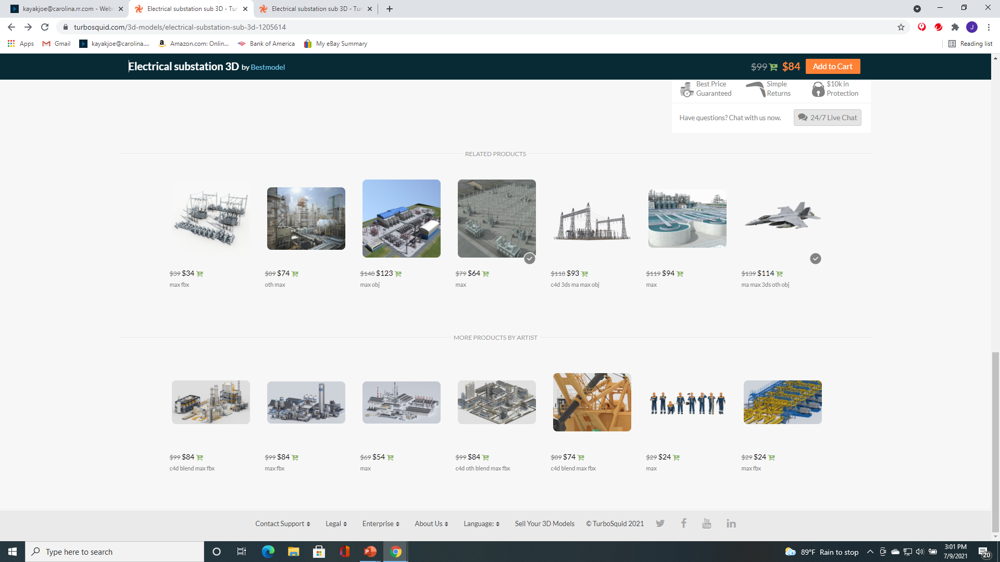 kayakjoe@carolina.rr.com - Webm
Electrical substation sub 3D - Tur
Electrical substation sub 3D - Tur
turbosquid.com/3d-models/electrical-substation-sub-3d-1205614
J
Apps
Gmail
kayakjoe@carolina....
Amazon.com: Onlin...
Bank of America
My eBay Summary
Reading list
Electrical substation 3D by Bestmodel
$99 $84 Add to Cart
Best Price Guaranteed
Simple Returns
$10k in Protection
Have questions? Chat with us now.
24/7 Live Chat
RELATED PRODUCTS
$39 $34
max fbx
$89 $74
oth max
$148 $123
max obj
$79 $64
max
$118 $93
c4d 3ds ma max obj
$119 $94
max
$139 $114
ma max 3ds oth obj
MORE PRODUCTS BY ARTIST
$99 $84
c4d blend max fbx
$99 $84
max fbx
$69 $54
max
$99 $84
c4d oth blend max fbx
$89 $74
c4d blend max fbx
$29 $24
max
$29 $24
max fbx
Contact Support Legal Enterprise About Us Language: Sell Your 3D Models © TurboSquid 2021
You
Tube
in
Type here to search
89°F Rain to stop
3:01 PM
7/9/2021
20